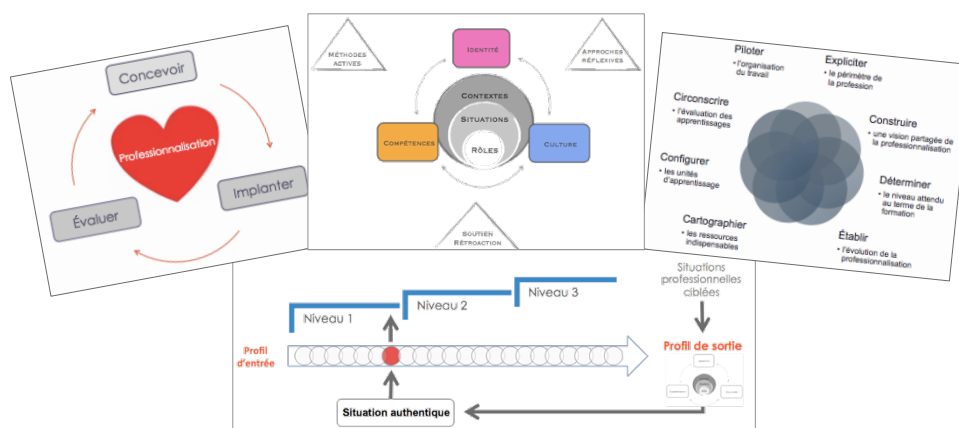 Concevoir
Professionnalisation
Implanter
Évaluer
MÉTHODES
ACTIVES
IDENTITÉ
APPROCHES
RÉFLEXIVES
CONTEXTES
SITUATIONS
RÔLES
COMPÉTENCES
CULTURE
SOUTIEN
RÉTROACTION
Piloter
• l'organisation
du travail
Expliciter
• le périmètre de
la profession
Circonscrire
• l'évaluation des
apprentissages
Construire
• une vision partagée de
la professionnalisation
Configurer
• les unités
d'apprentissage
Déterminer
• le niveau attendu
au terme de la
formation
Cartographier
• les ressources
indispensables
Établir
• l'évolution de la
professionnalisation
Niveau 1
Niveau 2
Niveau 3
Situations
professionnelles
ciblées
Profil
d'entrée
Profil de sortie
Situation authentique